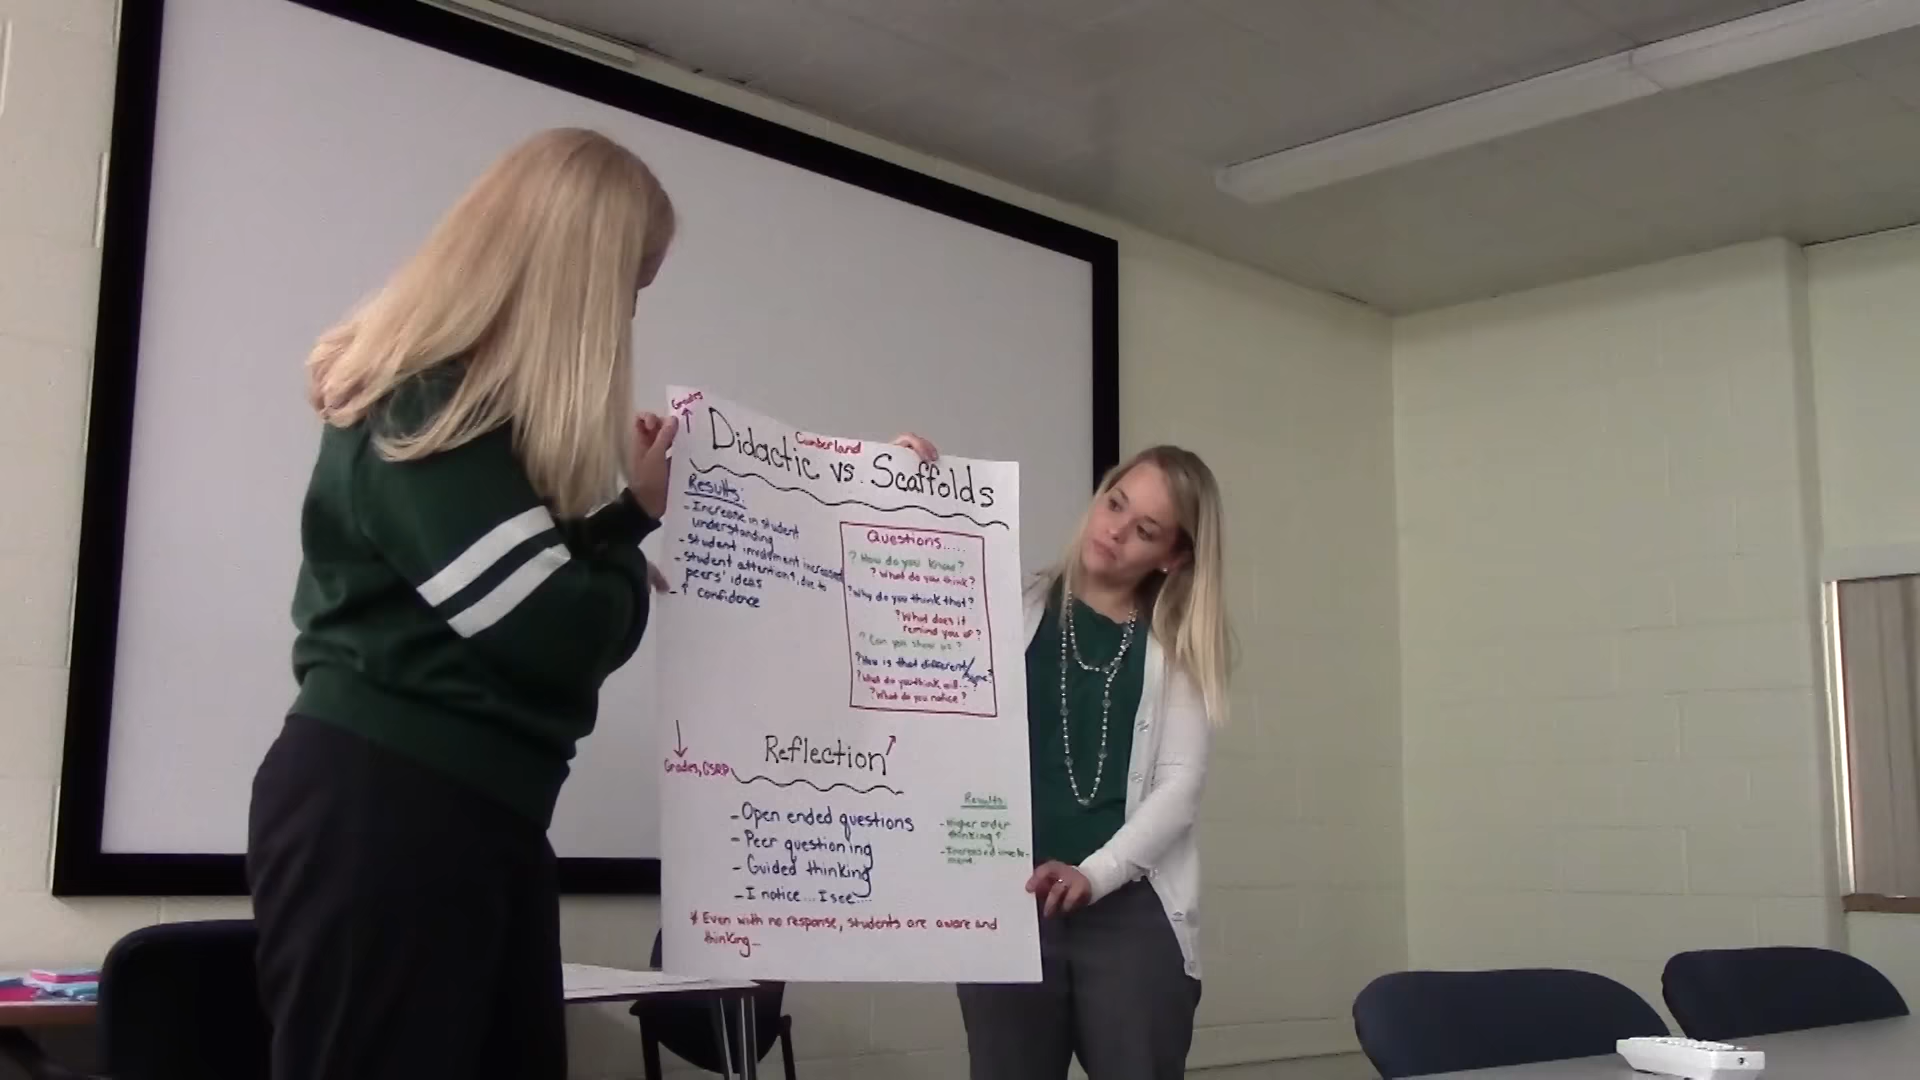 Grades
Cumberland
Didactic vs. Scaffolds
Results:
- Increase in student
understanding
- Student involvment increased
- Student attention ↑, due to
peers' ideas
- ↑ confidence
Questions.....
? How do you know?
? What do you think?
? Why do you think that?
? What does it
remind you of?
? Can you show us?
? How is that different/
same?
? What do you think will...?
? What do you notice?
Reflection
Grades, GSRP
- Open ended questions
- Peer questioning
- Guided thinking
- I notice... I see....
* Even with no response, students are aware and
thinking...
Results:
- Higher order
thinking ↑
- Increased